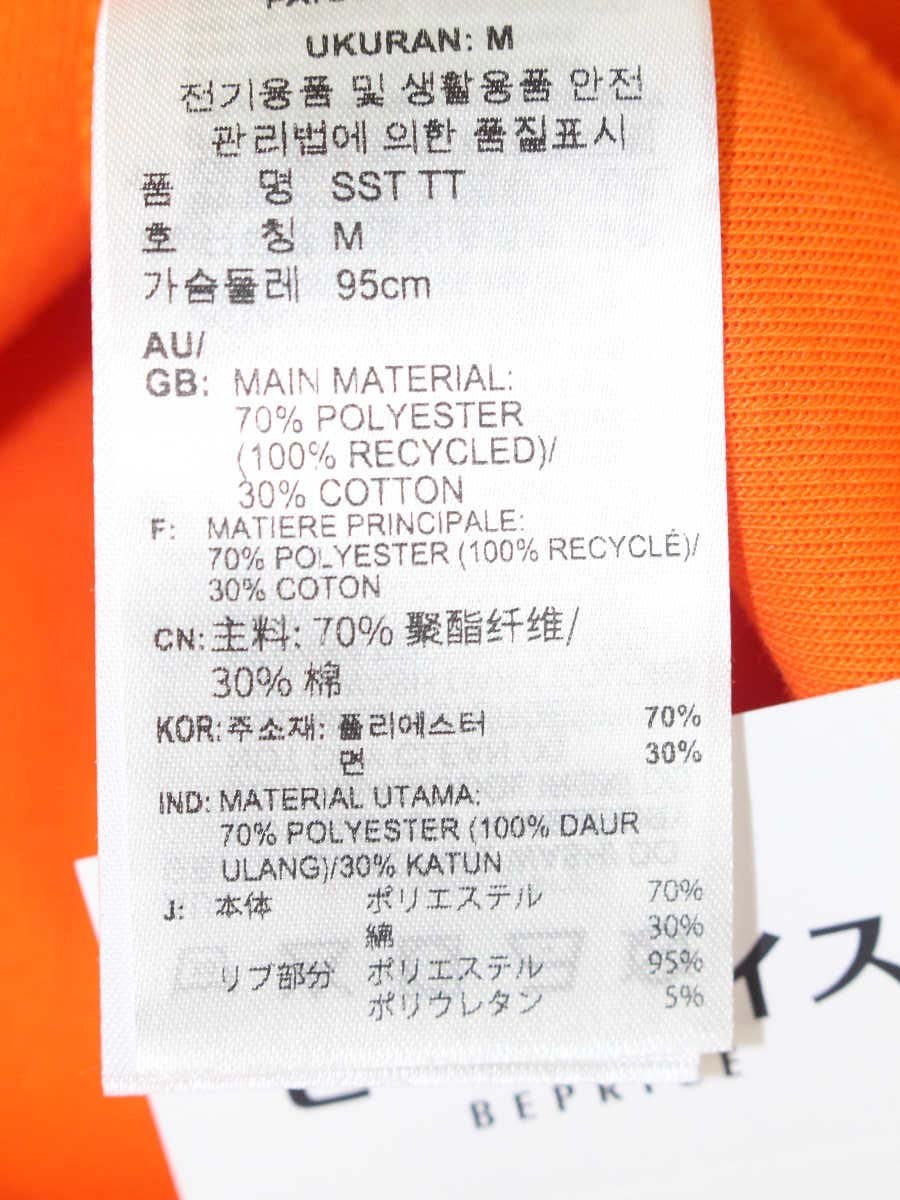 UKURAN: M
전기용품 및 생활용품 안전
관리법에 의한 품질표시
품 명 SST TT
호 칭 M
가슴둘레 95cm
AU/
GB: MAIN MATERIAL:
70% POLYESTER
(100% RECYCLED)/
30% COTTON
F: MATIERE PRINCIPALE:
70% POLYESTER (100% RECYCLÉ)/
30% COTON
CN: 主料: 70% 聚酯纤维/
30% 棉
KOR: 주소재: 폴리에스터 70%
면 30%
IND: MATERIAL UTAMA:
70% POLYESTER (100% DAUR
ULANG)/30% KATUN
J: 本体 ポリエステル 70%
綿 30%
リブ部分 ポリエステル 95%
ポリウレタン 5%
イス